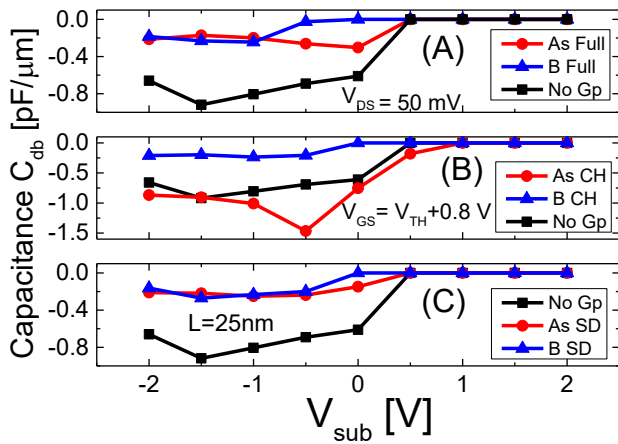 Capacitance C_db [pF/μm]
0.0
-0.4
-0.8
(A)
As Full
B Full
No Gp
V_DS = 50 mV
0.0
-0.5
-1.0
-1.5
(B)
As CH
B CH
No Gp
V_GS= V_TH+0.8 V
0.0
-0.4
-0.8
(C)
No Gp
As SD
B SD
L=25nm
-2 -1 0 1 2
V_sub [V]